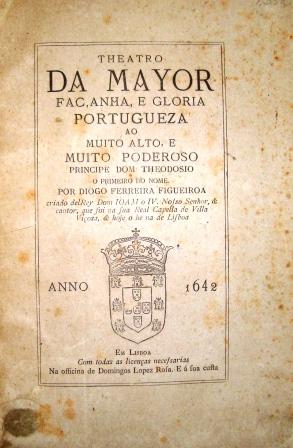 THEATRO
DA MAYOR
FAC,ANHA, E GLORIA
PORTUGUEZA
AO
MUITO ALTO, E
MUITO PODEROSO
PRINCIPE DOM THEODOSIO
O PRIMEIRO DO NOME.
POR DIOGO FERREIRA FIGUEIROA
criado delRey Dom IOAM o IV. Nosso Senhor, &
cantor, que foi na sua Real Capella de Villa
Viçosa, & hoje o he na de Lisboa
ANNO 1642
EM LISBOA
Com todas as licenças necessarias
Na officina de Domingos Lopez Rosa. E á sua custa